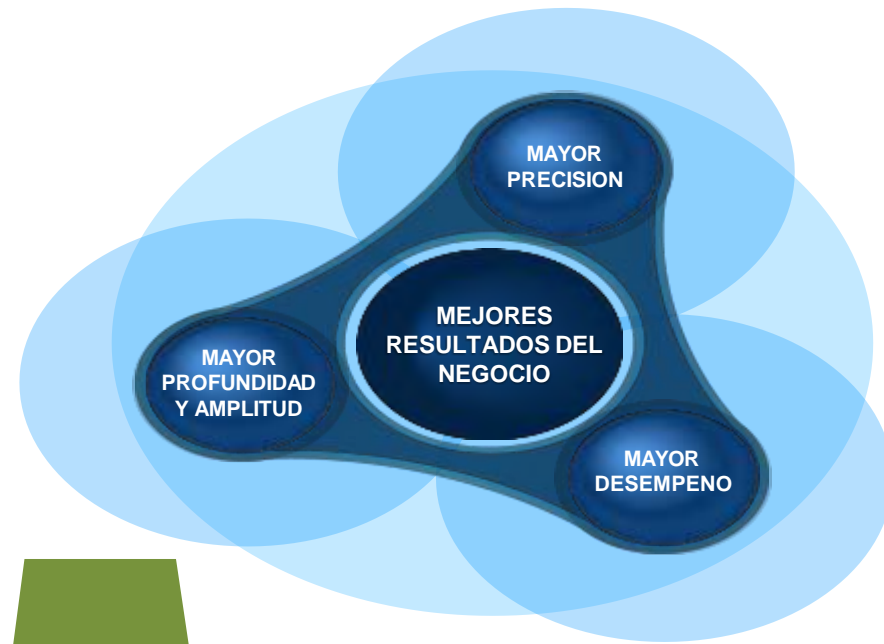 MAYOR
PRECISION
MEJORES
RESULTADOS DEL
NEGOCIO
MAYOR
PROFUNDIDAD
Y AMPLITUD
MAYOR
DESEMPENO